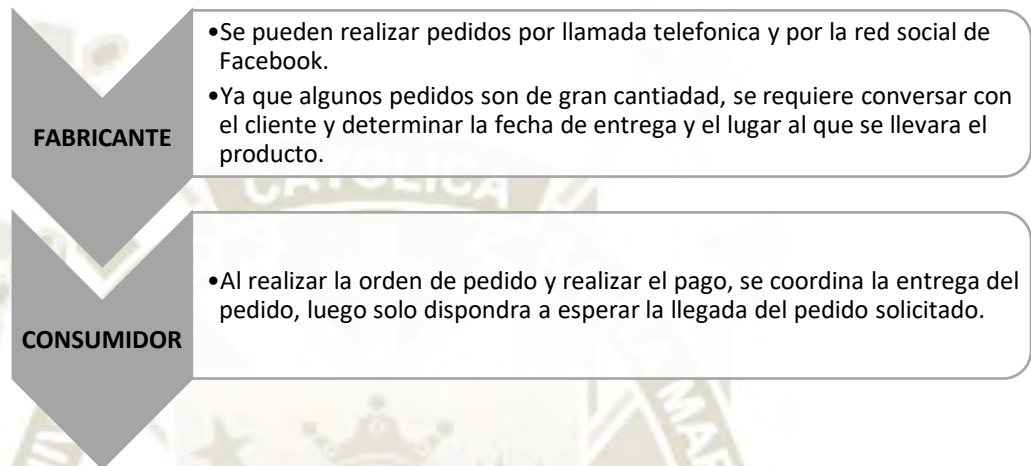 •Se pueden realizar pedidos por llamada telefonica y por la red social de
Facebook.
•Ya que algunos pedidos son de gran cantiadad, se requiere conversar con
el cliente y determinar la fecha de entrega y el lugar al que se llevara el
producto.
FABRICANTE
CATOLICA
•Al realizar la orden de pedido y realizar el pago, se coordina la entrega del
pedido, luego solo dispondra a esperar la llegada del pedido solicitado.
CONSUMIDOR